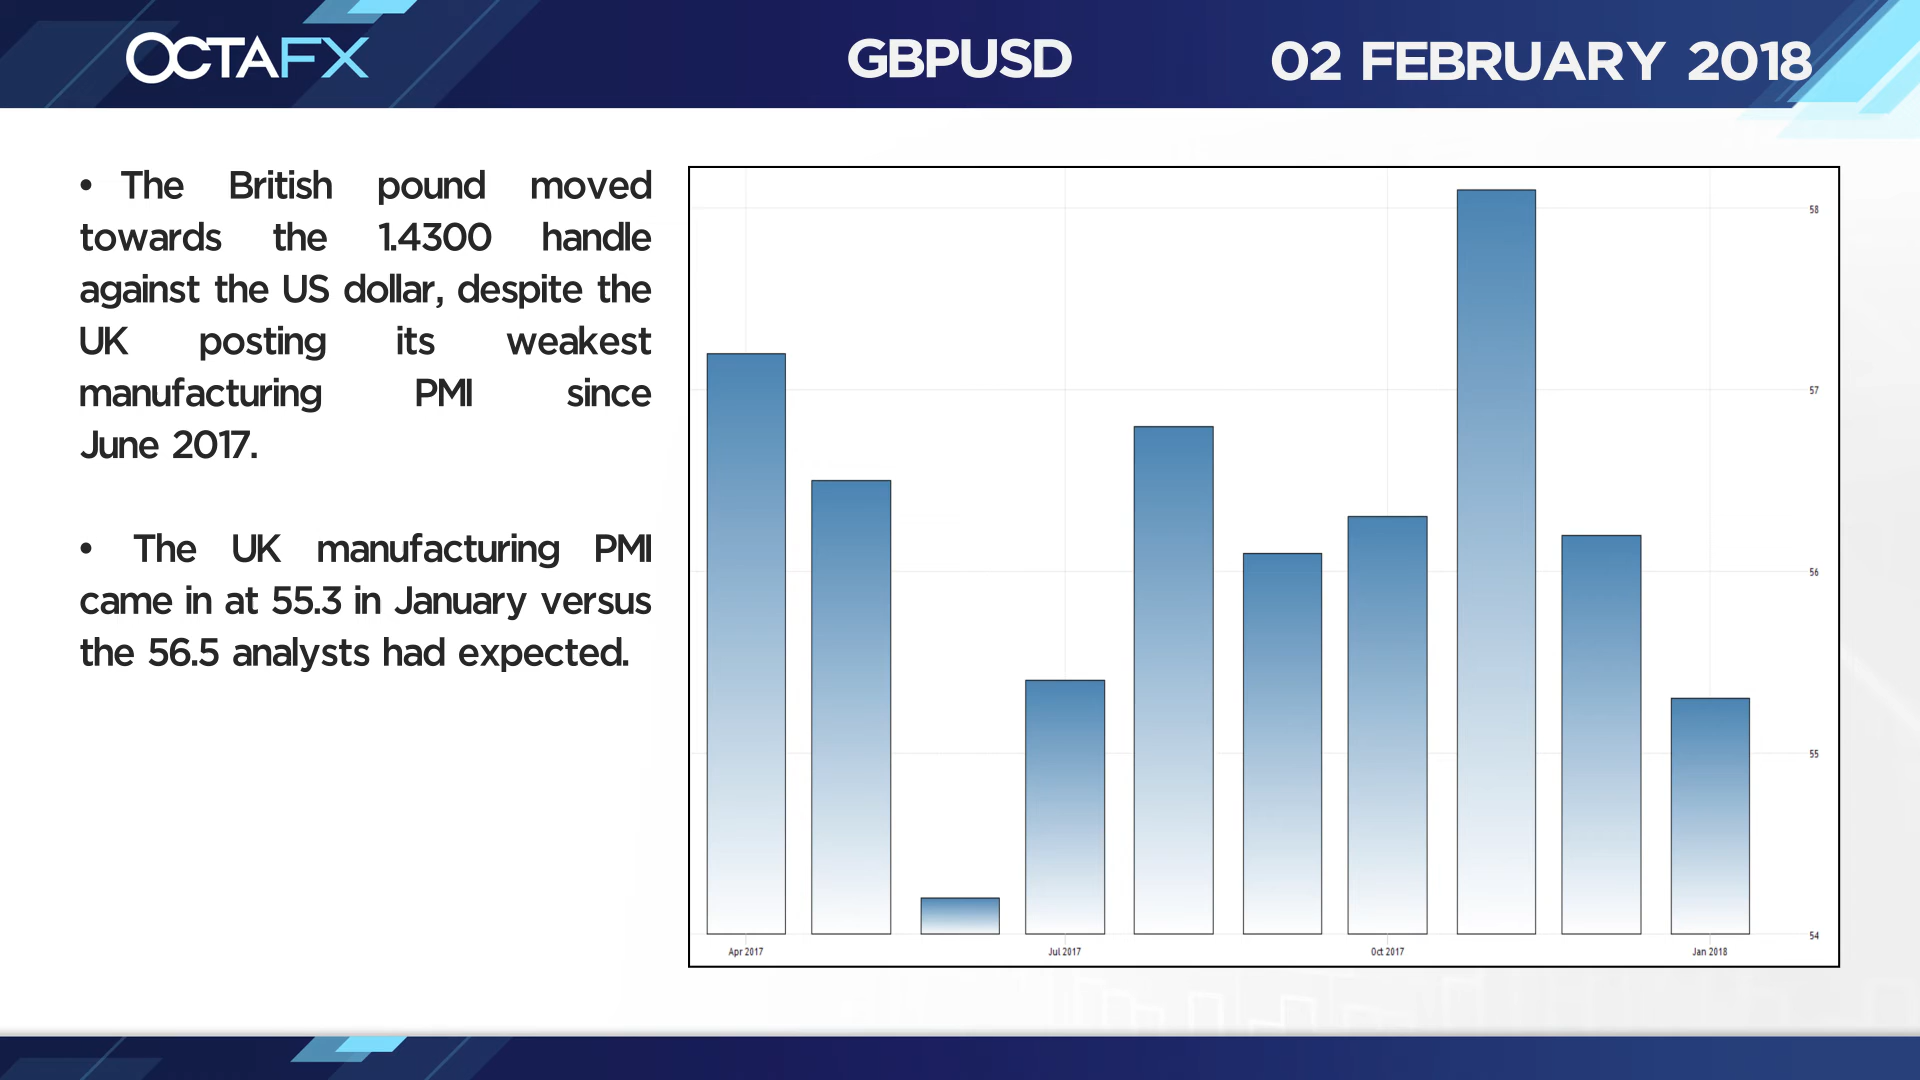 OCTAFX
GBPUSD
02 FEBRUARY 2018
• The British pound moved
towards the 1.4300 handle
against the US dollar, despite the
UK posting its weakest
manufacturing PMI since
June 2017.
• The UK manufacturing PMI
came in at 55.3 in January versus
the 56.5 analysts had expected.
58
57
56
55
54
Apr 2017
Jul 2017
Oct 2017
Jan 2018